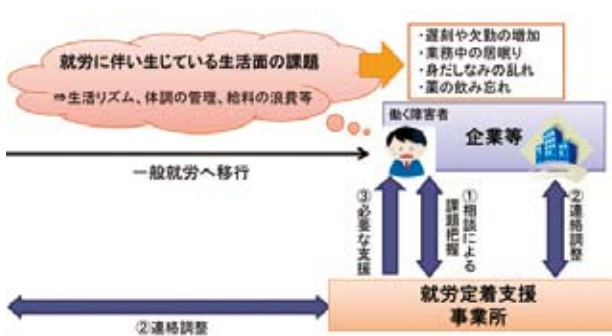 就労に伴い生じている生活面の課題
⇒生活リズム、体調の管理、給料の浪費等
・遅刻や欠勤の増加
・業務中の居眠り
・身だしなみの乱れ
・薬の飲み忘れ
働く障害者
企業等
一般就労へ移行
③必要な支援
①相談による
課題把握
②連絡調整
就労定着支援
事業所
②連絡調整